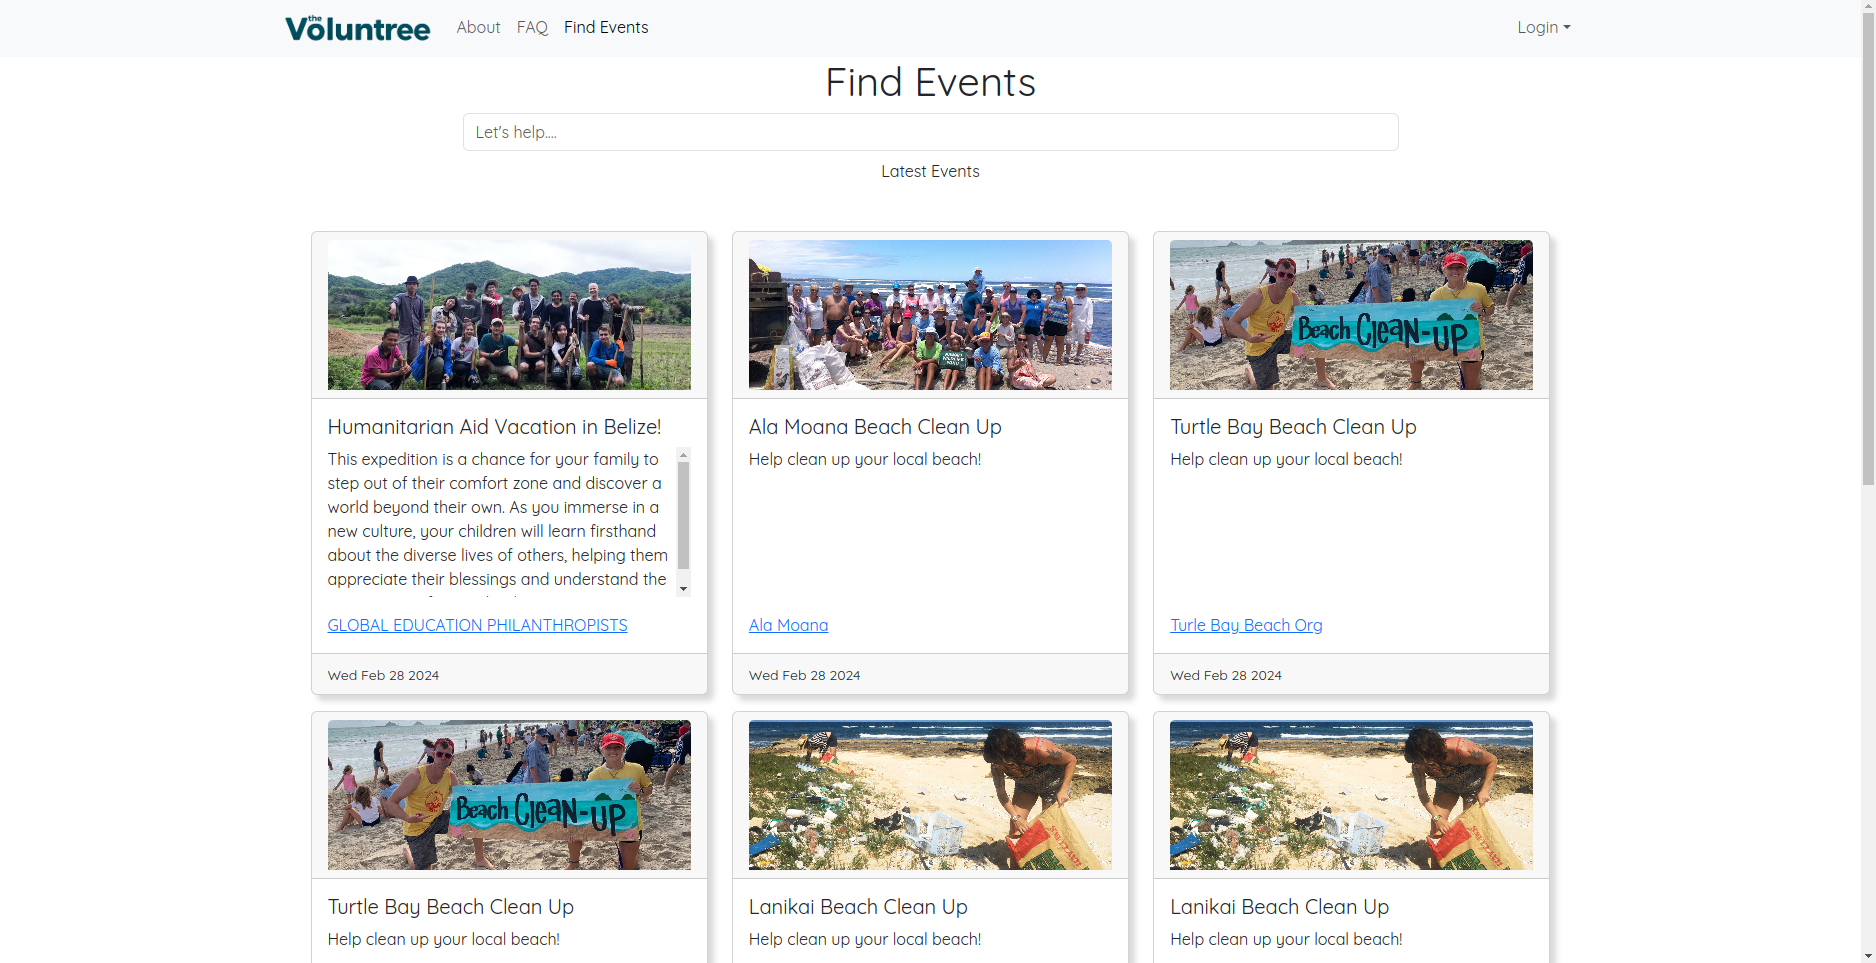 the
Voluntree
About
FAQ
Find Events
Login
Find Events
Let's help....
Latest Events
Beach Clean-up
Humanitarian Aid Vacation in Belize!
This expedition is a chance for your family to
step out of their comfort zone and discover a
world beyond their own. As you immerse in a
new culture, your children will learn firsthand
about the diverse lives of others, helping them
appreciate their blessings and understand the
GLOBAL EDUCATION PHILANTHROPISTS
Wed Feb 28 2024
Ala Moana Beach Clean Up
Help clean up your local beach!
Ala Moana
Wed Feb 28 2024
Turtle Bay Beach Clean Up
Help clean up your local beach!
Turle Bay Beach Org
Wed Feb 28 2024
Beach Clean-up
Turtle Bay Beach Clean Up
Help clean up your local beach!
Lanikai Beach Clean Up
Help clean up your local beach!
Lanikai Beach Clean Up
Help clean up your local beach!